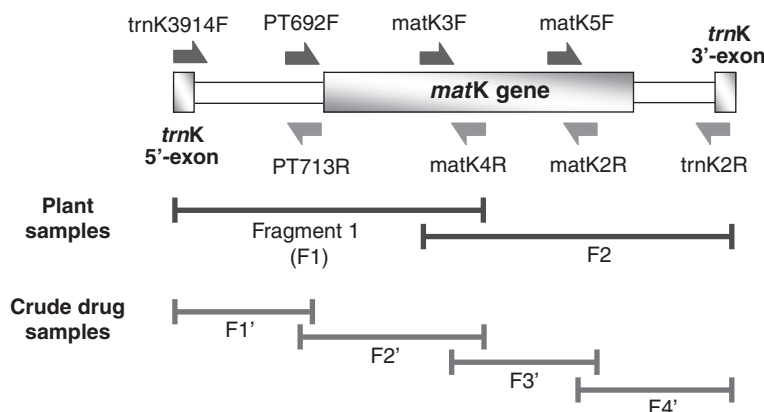 trnK3914F PT692F matK3F matK5F
trnK
3’-exon
matK gene
trnK
5’-exon
PT713R matK4R matK2R trnK2R
Plant
samples
Fragment 1
(F1)
F2
Crude drug
samples
F1’
F2’
F3’
F4’